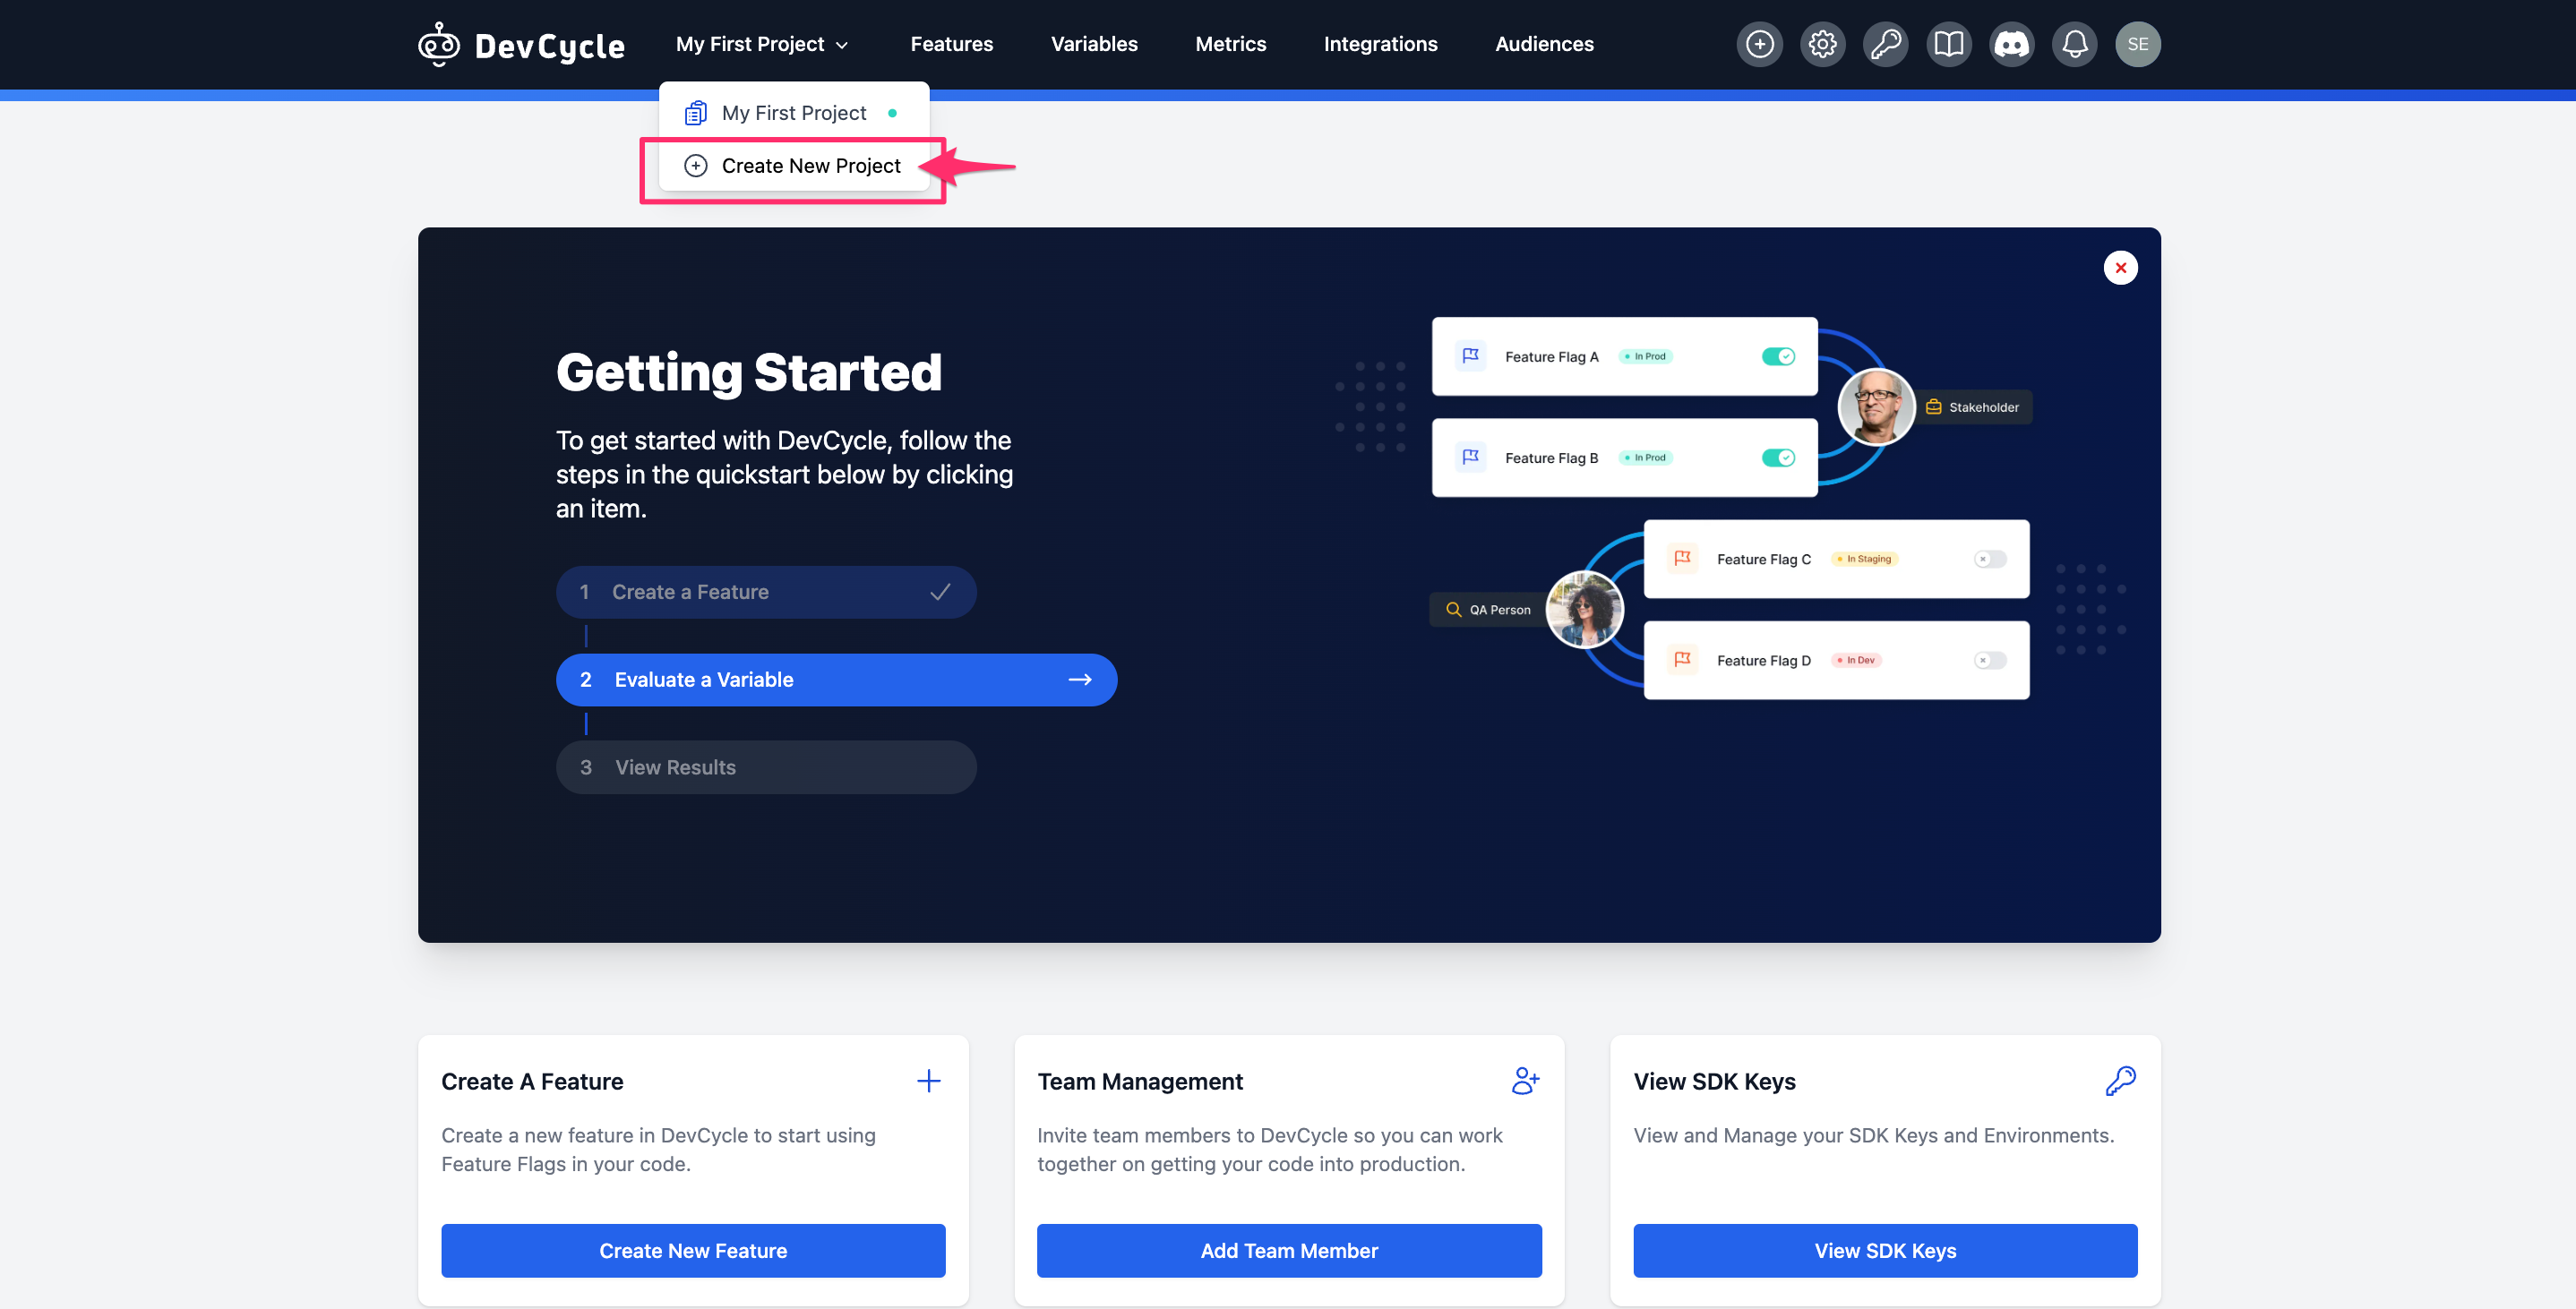 DevCycle
My First Project
Features
Variables
Metrics
Integrations
Audiences
SE
My First Project
Create New Project
Getting Started
To get started with DevCycle, follow the
steps in the quickstart below by clicking
an item.
1 Create a Feature
2 Evaluate a Variable
3 View Results
Feature Flag A In Prod
Stakeholder
Feature Flag B In Prod
Feature Flag C In Staging
QA Person
Feature Flag D In Dev
Create A Feature
Create a new feature in DevCycle to start using
Feature Flags in your code.
Create New Feature
Team Management
Invite team members to DevCycle so you can work
together on getting your code into production.
Add Team Member
View SDK Keys
View and Manage your SDK Keys and Environments.
View SDK Keys